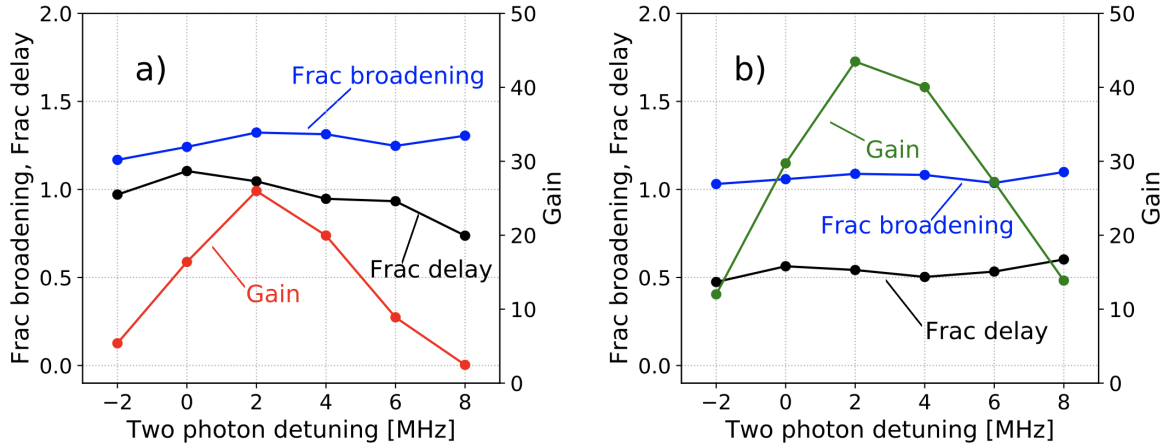 a)
Frac broadening
Frac delay
Gain
Frac broadening, Frac delay
2.0
1.5
1.0
0.5
0.0
50
40
30
20
10
0
Gain
−2 0 2 4 6 8
Two photon detuning [MHz]
b)
Gain
Frac broadening
Frac delay
Frac broadening, Frac delay
2.0
1.5
1.0
0.5
0.0
50
40
30
20
10
0
Gain
−2 0 2 4 6 8
Two photon detuning [MHz]